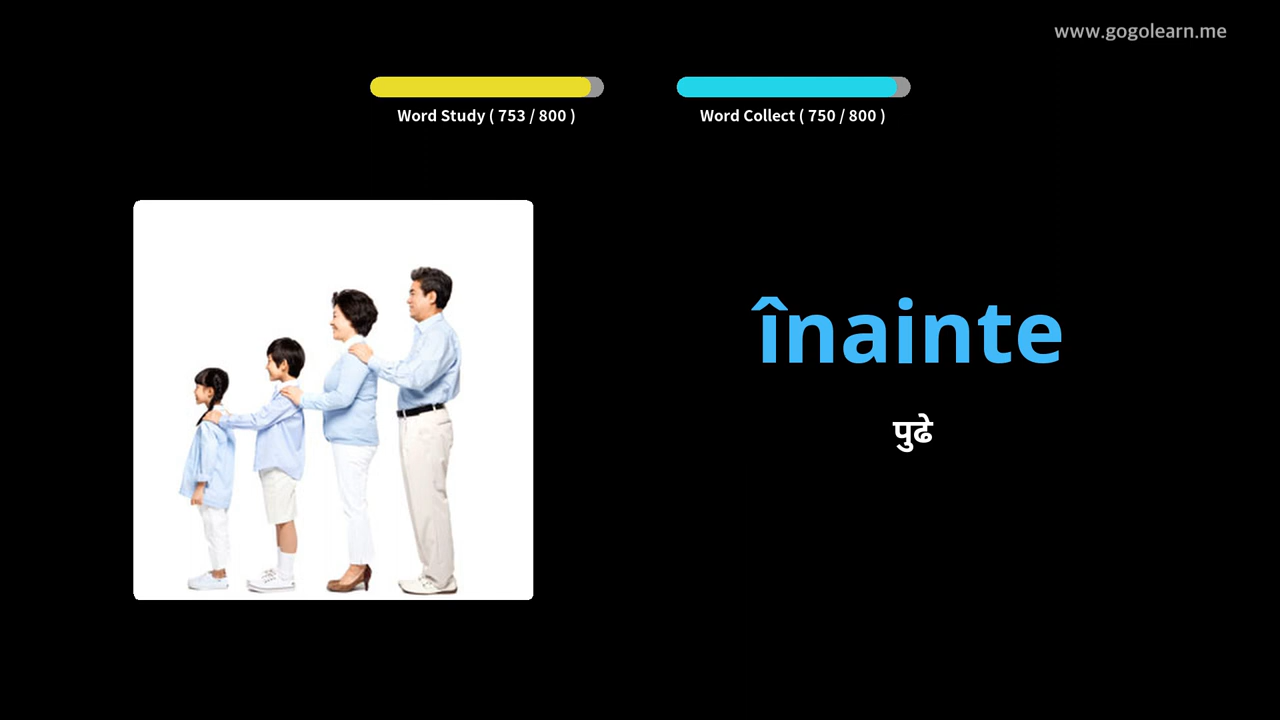 www.gogolearn.me
Word Study ( 753 / 800 )
Word Collect ( 750 / 800 )
înainte
पुढे